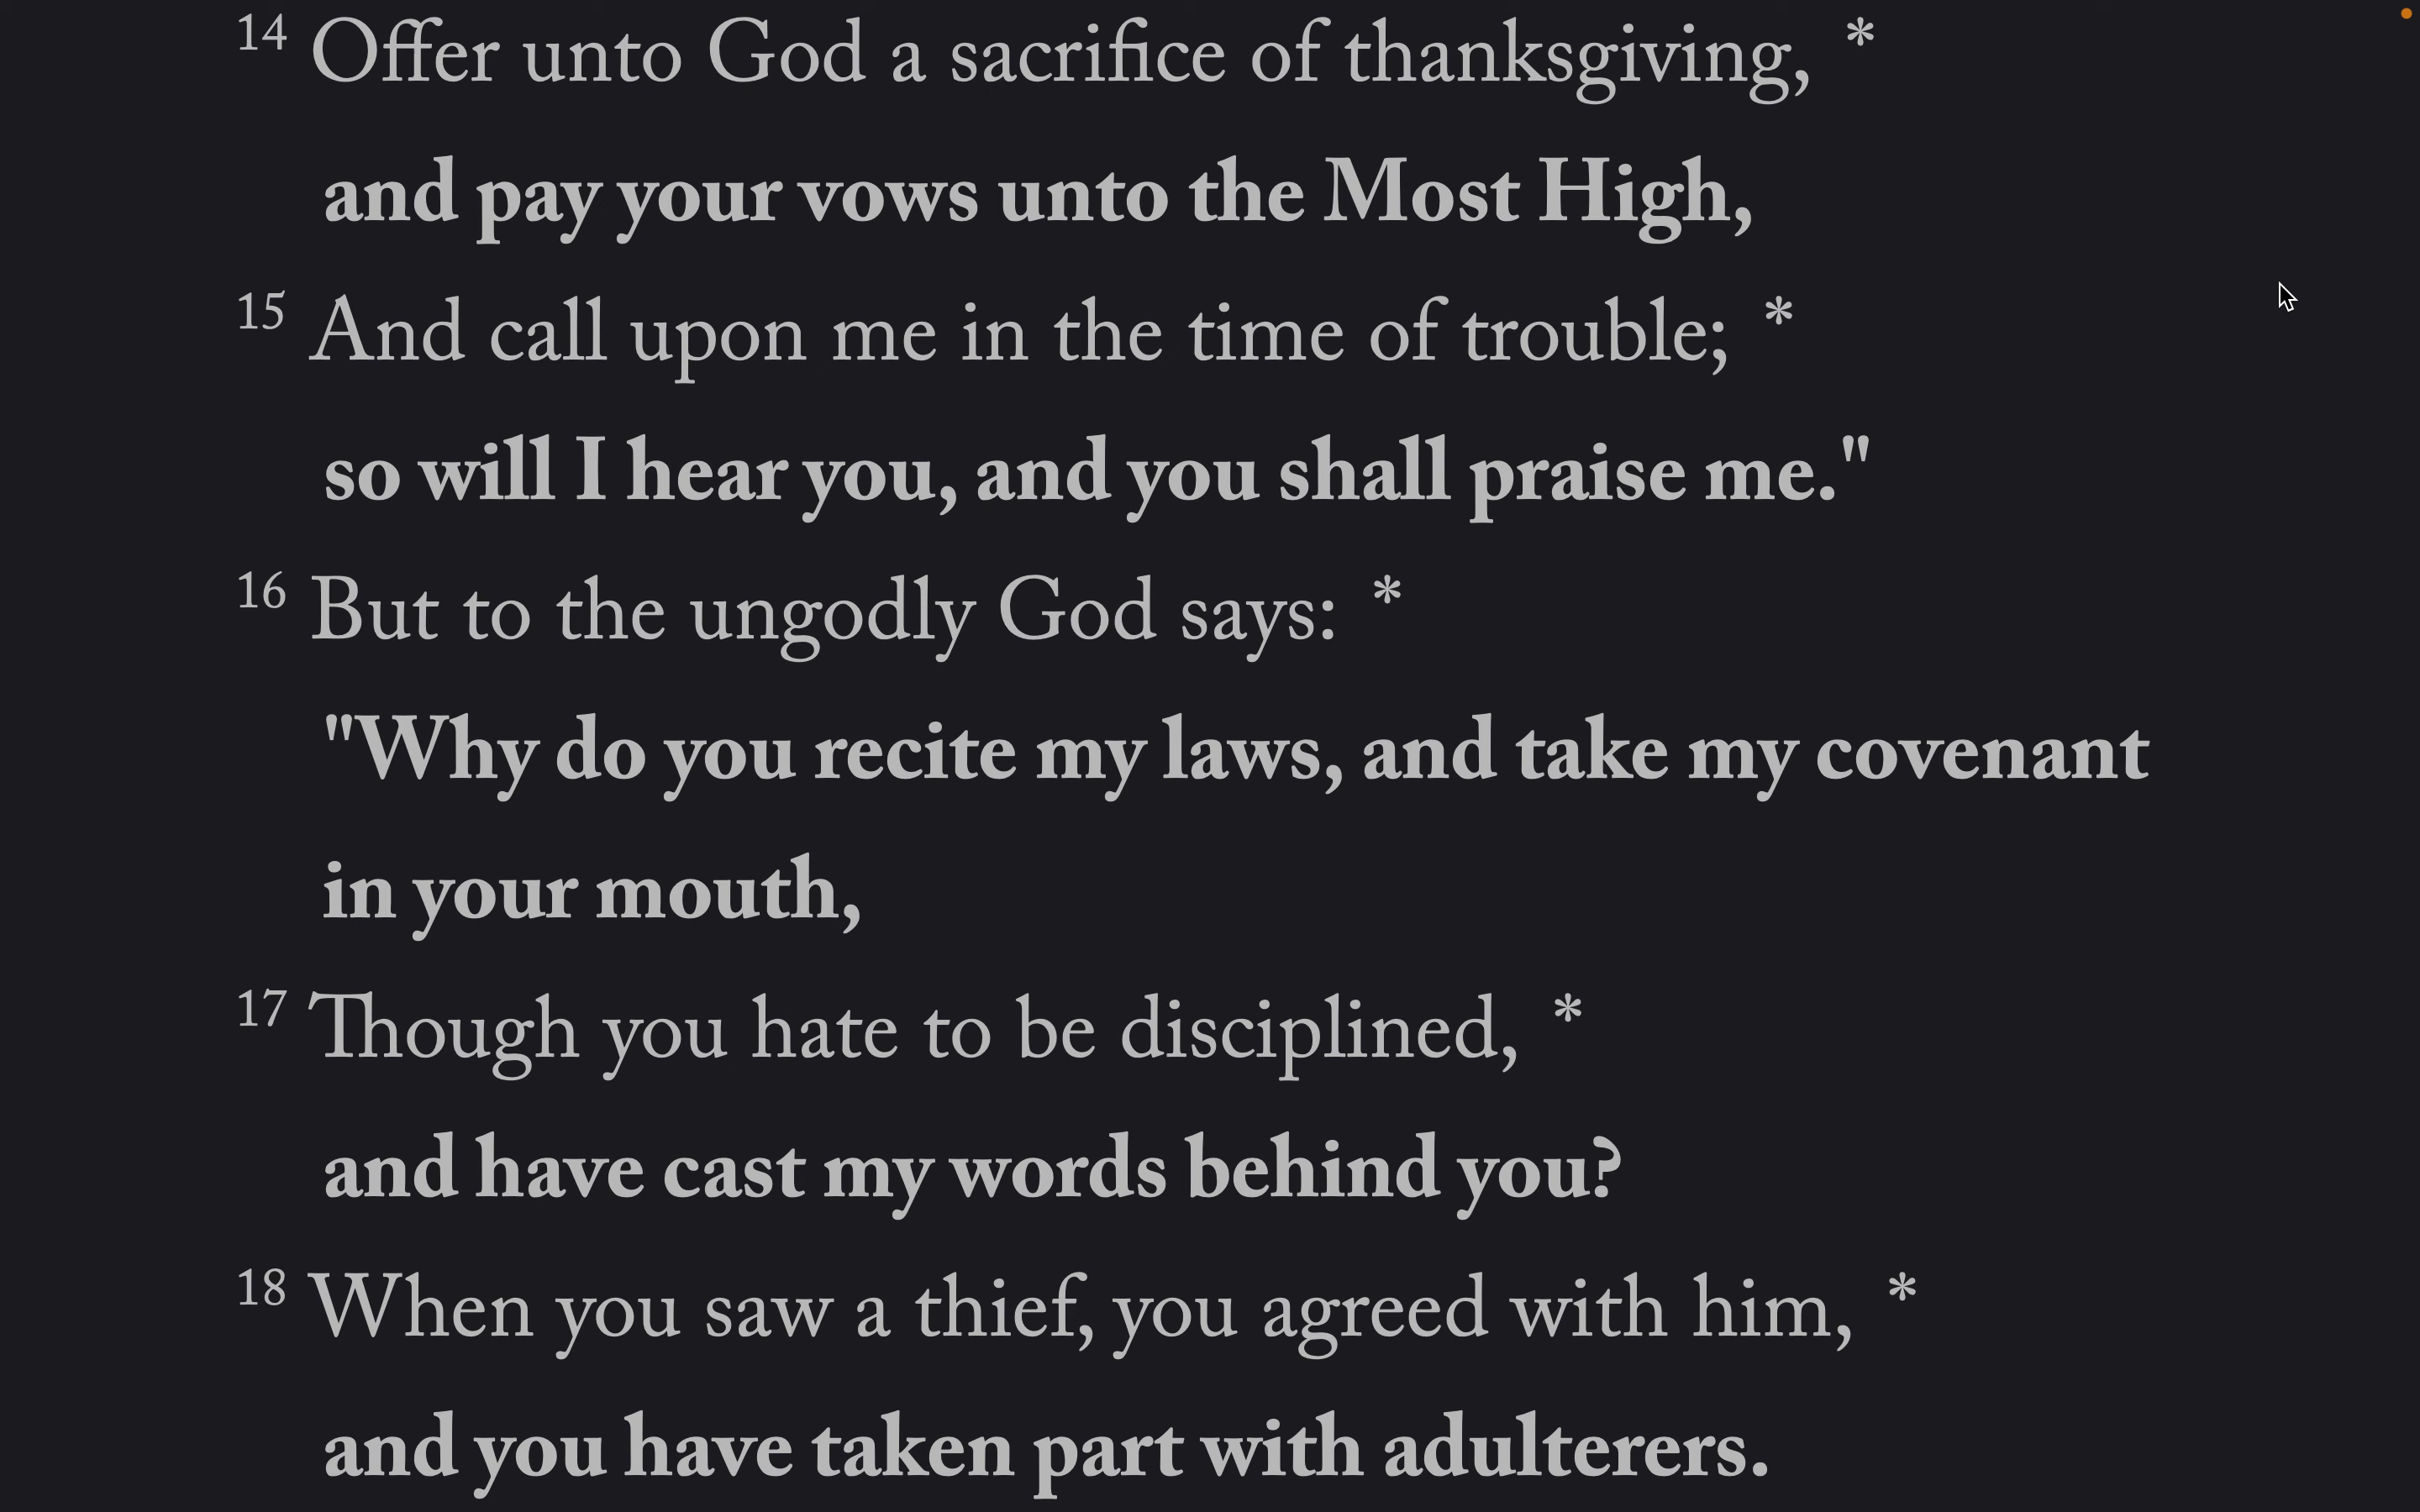 14 Offer unto God a sacrifice of thanksgiving, *
and pay your vows unto the Most High,
15 And call upon me in the time of trouble; *
so will I hear you, and you shall praise me."
16 But to the ungodly God says: *
"Why do you recite my laws, and take my covenant
in your mouth,
17 Though you hate to be disciplined, *
and have cast my words behind you?
18 When you saw a thief, you agreed with him, *
and you have taken part with adulterers.